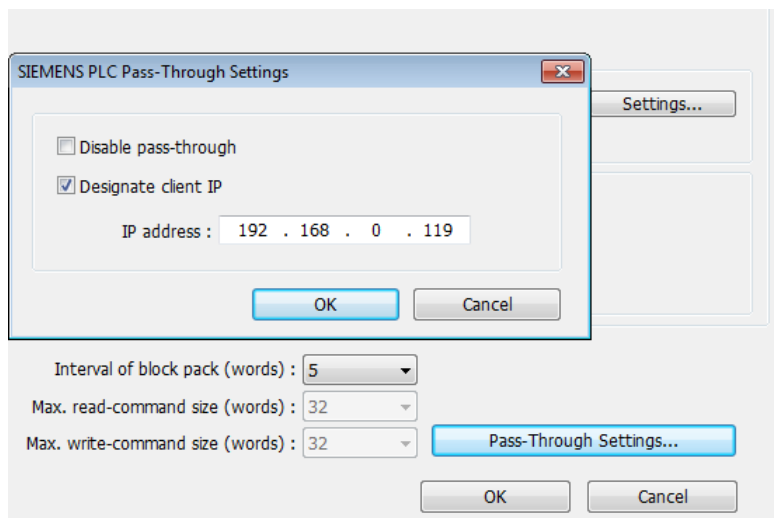 SIEMENS PLC Pass-Through Settings
Settings...
Disable pass-through
Designate client IP
IP address : 192 . 168 . 0 . 119
OK Cancel
Interval of block pack (words) : 5
Max. read-command size (words) : 32
Max. write-command size (words) : 32 Pass-Through Settings...
OK Cancel